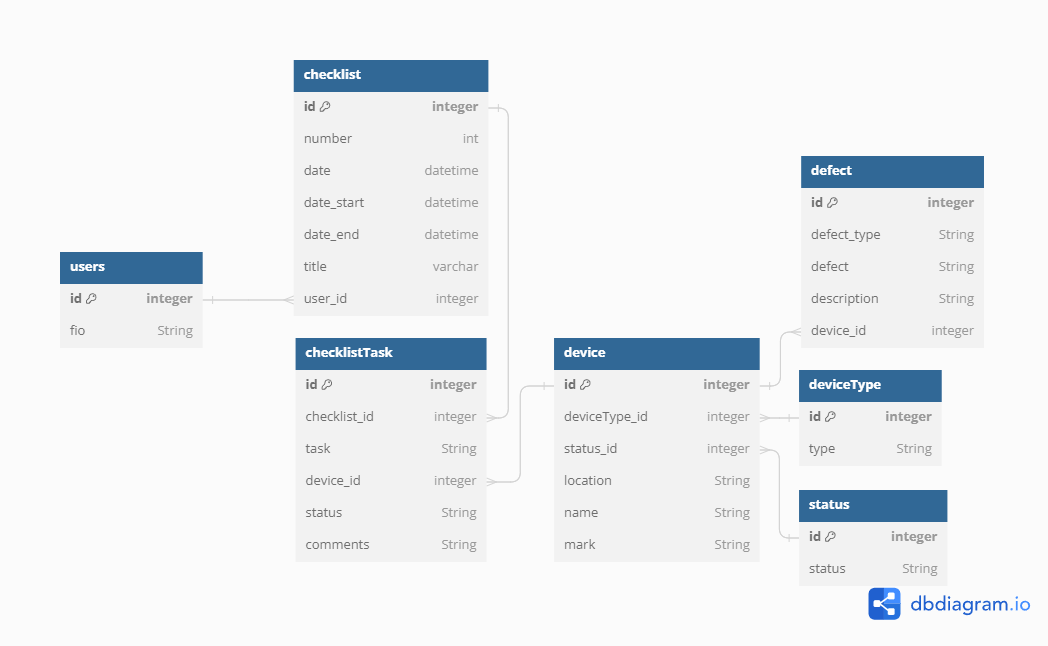 checklist
id integer
number int
date datetime
date_start datetime
date_end datetime
title varchar
user_id integer
users
id integer
fio String
checklistTask
id integer
checklist_id integer
task String
device_id integer
status String
comments String
device
id integer
deviceType_id integer
status_id integer
location String
name String
mark String
defect
id integer
defect_type String
defect String
description String
device_id integer
deviceType
id integer
type String
status
id integer
status String
dbdiagram.io